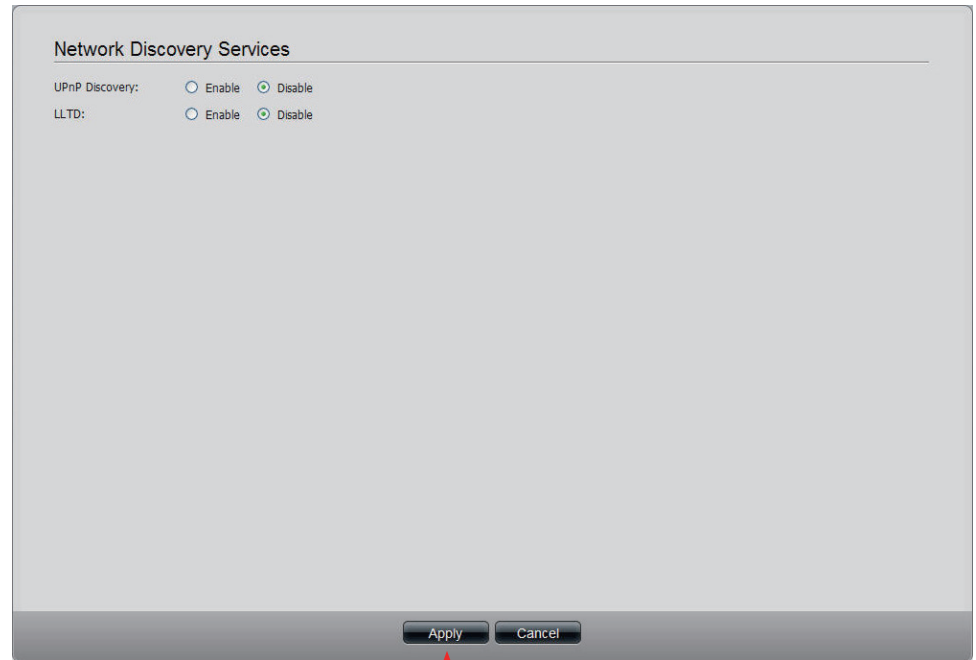 Network Discovery Services
UPnP Discovery: Enable Disable
LLTD: Enable Disable
Apply Cancel